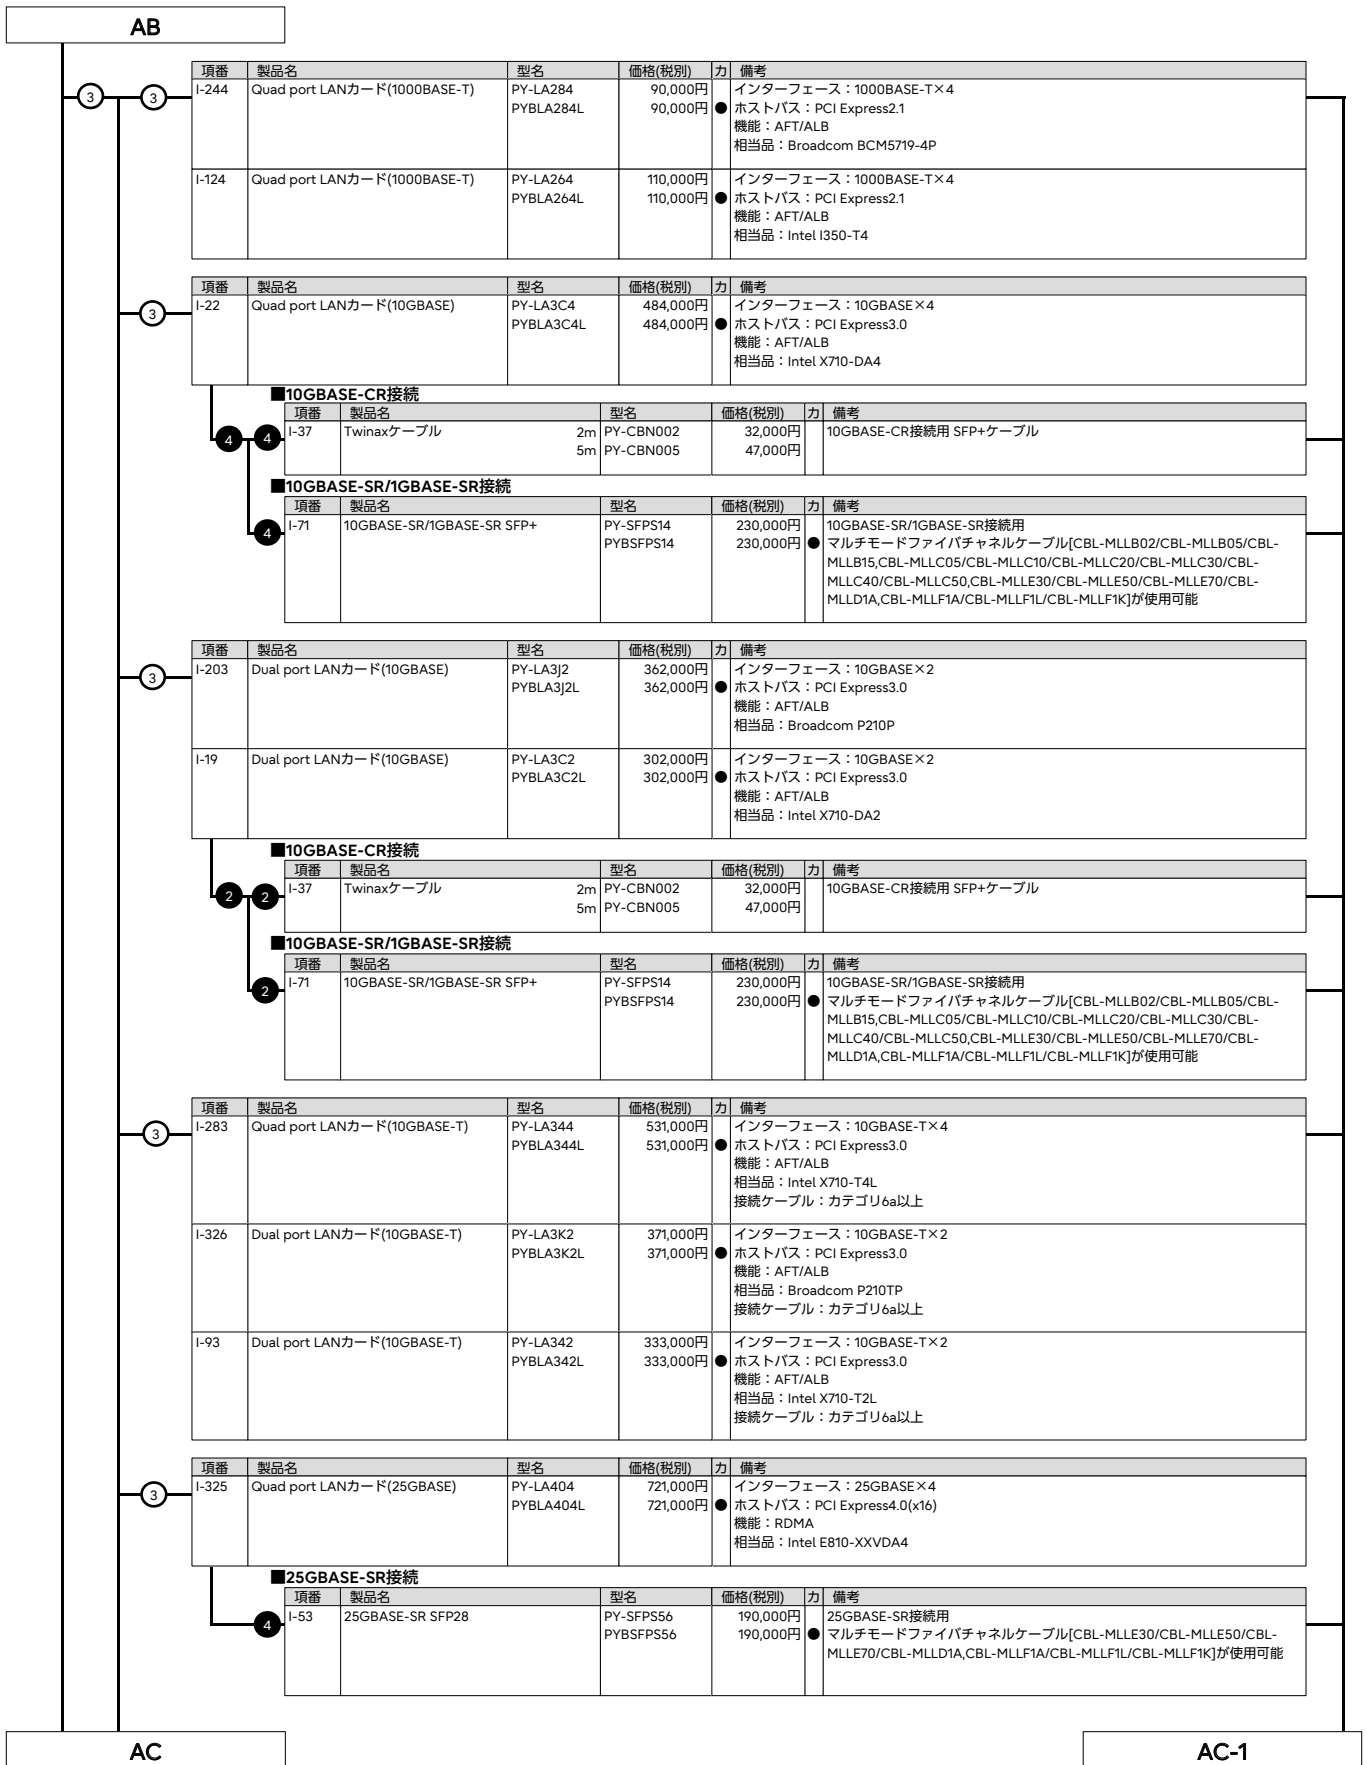 AB
項番 製品名 型名 価格(税別) カ 備考
3 3 I-244 Quad port LANカード(1000BASE-T) PY-LA284 90,000円 インターフェース：1000BASE-T×4
PYBLA284L 90,000円 ● ホストバス：PCI Express2.1
機能：AFT/ALB
相当品：Broadcom BCM5719-4P
I-124 Quad port LANカード(1000BASE-T) PY-LA264 110,000円 インターフェース：1000BASE-T×4
PYBLA264L 110,000円 ● ホストバス：PCI Express2.1
機能：AFT/ALB
相当品：Intel I350-T4
項番 製品名 型名 価格(税別) カ 備考
3 I-22 Quad port LANカード(10GBASE) PY-LA3C4 484,000円 インターフェース：10GBASE×4
PYBLA3C4L 484,000円 ● ホストバス：PCI Express3.0
機能：AFT/ALB
相当品：Intel X710-DA4
■10GBASE-CR接続
項番 製品名 型名 価格(税別) カ 備考
4 4 I-37 Twinaxケーブル 2m PY-CBN002 32,000円 10GBASE-CR接続用 SFP+ケーブル
5m PY-CBN005 47,000円
■10GBASE-SR/1GBASE-SR接続
項番 製品名 型名 価格(税別) カ 備考
4 I-71 10GBASE-SR/1GBASE-SR SFP+ PY-SFPS14 230,000円 10GBASE-SR/1GBASE-SR接続用
PYBSFPS14 230,000円 ● マルチモードファイバチャネルケーブル[CBL-MLLB02/CBL-MLLB05/CBL-
MLLB15,CBL-MLLC05/CBL-MLLC10/CBL-MLLC20/CBL-MLLC30/CBL-
MLLC40/CBL-MLLC50,CBL-MLLE30/CBL-MLLE50/CBL-MLLE70/CBL-
MLLD1A,CBL-MLLF1A/CBL-MLLF1L/CBL-MLLF1K]が使用可能
項番 製品名 型名 価格(税別) カ 備考
3 I-203 Dual port LANカード(10GBASE) PY-LA3J2 362,000円 インターフェース：10GBASE×2
PYBLA3J2L 362,000円 ● ホストバス：PCI Express3.0
機能：AFT/ALB
相当品：Broadcom P210P
I-19 Dual port LANカード(10GBASE) PY-LA3C2 302,000円 インターフェース：10GBASE×2
PYBLA3C2L 302,000円 ● ホストバス：PCI Express3.0
機能：AFT/ALB
相当品：Intel X710-DA2
■10GBASE-CR接続
項番 製品名 型名 価格(税別) カ 備考
2 2 I-37 Twinaxケーブル 2m PY-CBN002 32,000円 10GBASE-CR接続用 SFP+ケーブル
5m PY-CBN005 47,000円
■10GBASE-SR/1GBASE-SR接続
項番 製品名 型名 価格(税別) カ 備考
2 I-71 10GBASE-SR/1GBASE-SR SFP+ PY-SFPS14 230,000円 10GBASE-SR/1GBASE-SR接続用
PYBSFPS14 230,000円 ● マルチモードファイバチャネルケーブル[CBL-MLLB02/CBL-MLLB05/CBL-
MLLB15,CBL-MLLC05/CBL-MLLC10/CBL-MLLC20/CBL-MLLC30/CBL-
MLLC40/CBL-MLLC50,CBL-MLLE30/CBL-MLLE50/CBL-MLLE70/CBL-
MLLD1A,CBL-MLLF1A/CBL-MLLF1L/CBL-MLLF1K]が使用可能
項番 製品名 型名 価格(税別) カ 備考
3 I-283 Quad port LANカード(10GBASE-T) PY-LA344 531,000円 インターフェース：10GBASE-T×4
PYBLA344L 531,000円 ● ホストバス：PCI Express3.0
機能：AFT/ALB
相当品：Intel X710-T4L
接続ケーブル：カテゴリ6a以上
I-326 Dual port LANカード(10GBASE-T) PY-LA3K2 371,000円 インターフェース：10GBASE-T×2
PYBLA3K2L 371,000円 ● ホストバス：PCI Express3.0
機能：AFT/ALB
相当品：Broadcom P210TP
接続ケーブル：カテゴリ6a以上
I-93 Dual port LANカード(10GBASE-T) PY-LA342 333,000円 インターフェース：10GBASE-T×2
PYBLA342L 333,000円 ● ホストバス：PCI Express3.0
機能：AFT/ALB
相当品：Intel X710-T2L
接続ケーブル：カテゴリ6a以上
項番 製品名 型名 価格(税別) カ 備考
3 I-325 Quad port LANカード(25GBASE) PY-LA404 721,000円 インターフェース：25GBASE×4
PYBLA404L 721,000円 ● ホストバス：PCI Express4.0(x16)
機能：RDMA
相当品：Intel E810-XXVDA4
■25GBASE-SR接続
項番 製品名 型名 価格(税別) カ 備考
4 I-53 25GBASE-SR SFP28 PY-SFPS56 190,000円 25GBASE-SR接続用
PYBSFPS56 190,000円 ● マルチモードファイバチャネルケーブル[CBL-MLLE30/CBL-MLLE50/CBL-
MLLE70/CBL-MLLD1A,CBL-MLLF1A/CBL-MLLF1L/CBL-MLLF1K]が使用可能
AC AC-1